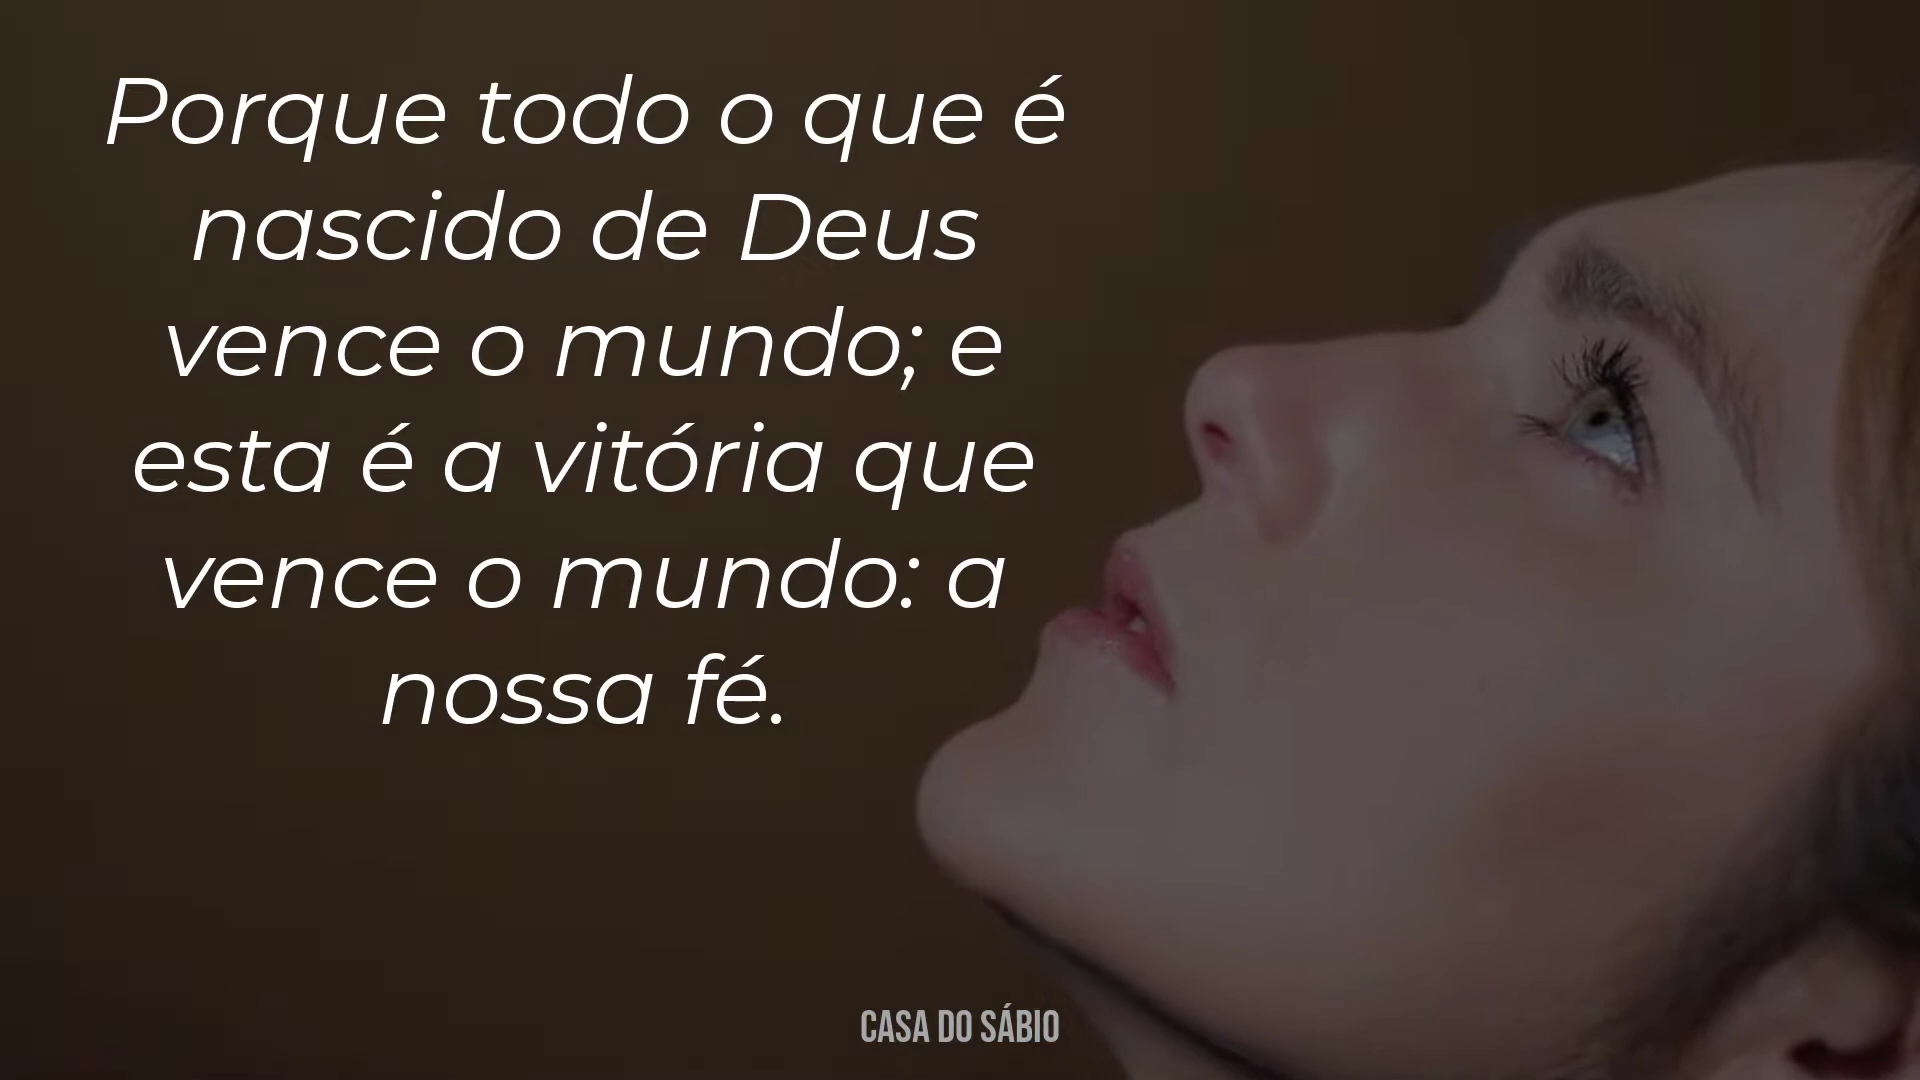 Porque todo o que é
nascido de Deus
vence o mundo; e
esta é a vitória que
vence o mundo: a
nossa fé.
CASA DO SÁBIO